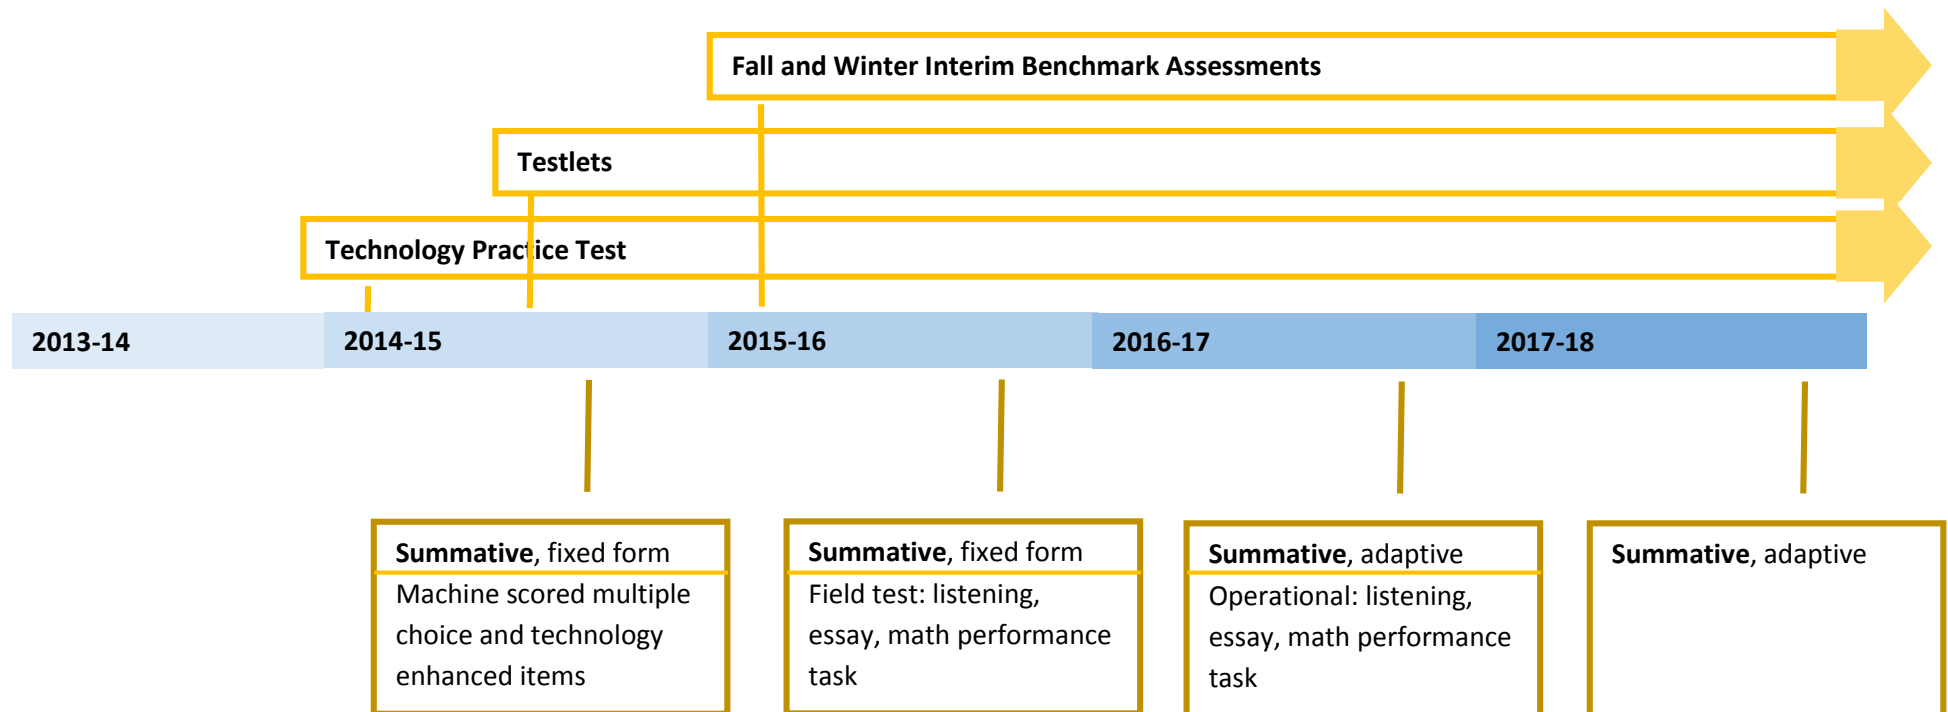 Fall and Winter Interim Benchmark Assessments
Testlets
Technology Practice Test
2013-14
2014-15
2015-16
2016-17
2017-18
Summative, fixed form
Machine scored multiple
choice and technology
enhanced items
Summative, fixed form
Field test: listening,
essay, math performance
task
Summative, adaptive
Operational: listening,
essay, math performance
task
Summative, adaptive